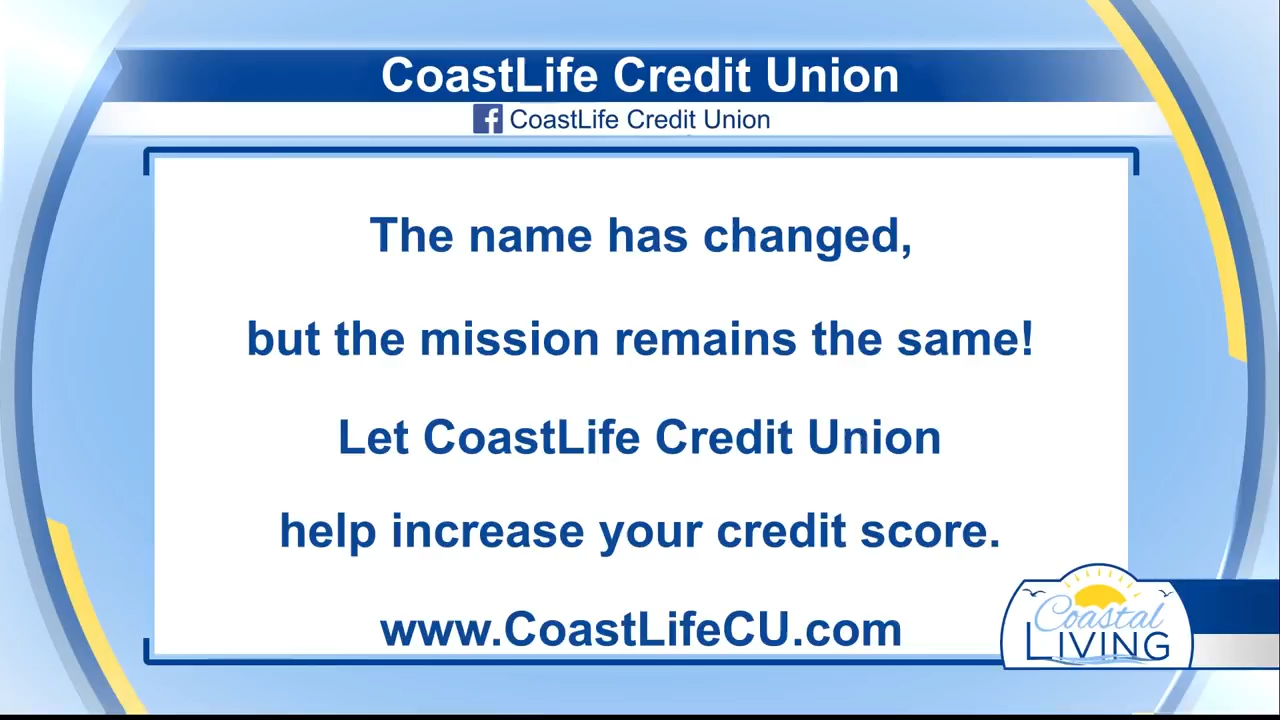 CoastLife Credit Union
CoastLife Credit Union
The name has changed,
but the mission remains the same!
Let CoastLife Credit Union
help increase your credit score.
www.CoastLifeCU.com
Coastal
LIVING